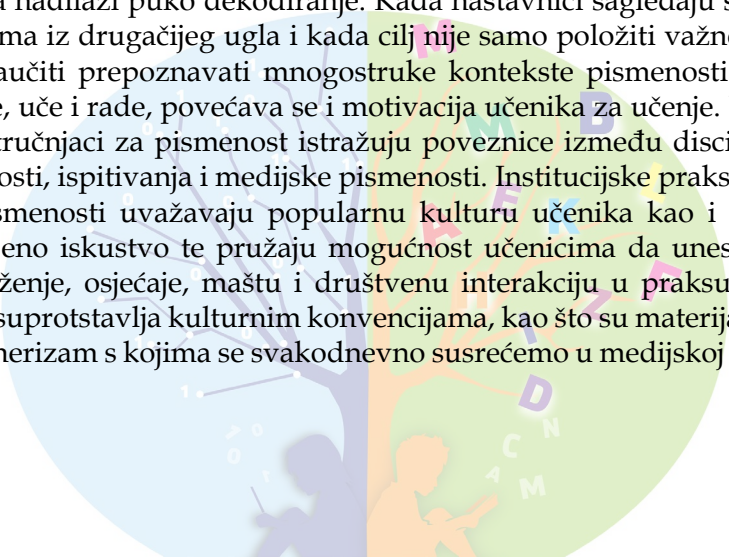 a nadilazi puko dekodiranje. Kada nastavnici sagledaju s
ma iz drugačijeg ugla i kada cilj nije samo položiti važn
aučiti prepoznavati mnogostruke kontekste pismenosti
e, uče i rade, povećava se i motivacija učenika za učenje.
tručnjaci za pismenost istražuju poveznice između disci
osti, ispitivanja i medijske pismenosti. Institucijske praks
smenosti uvažavaju popularnu kulturu učenika kao i
eno iskustvo te pružaju mogućnost učenicima da unes
ženje, osjećaje, maštu i društvenu interakciju u praksu
suprotstavlja kulturnim konvencijama, kao što su materija
nerizam s kojima se svakodnevno susrećemo u medijskoj
M
M B L
E K
A F
H Z
I
D
N
C
A M